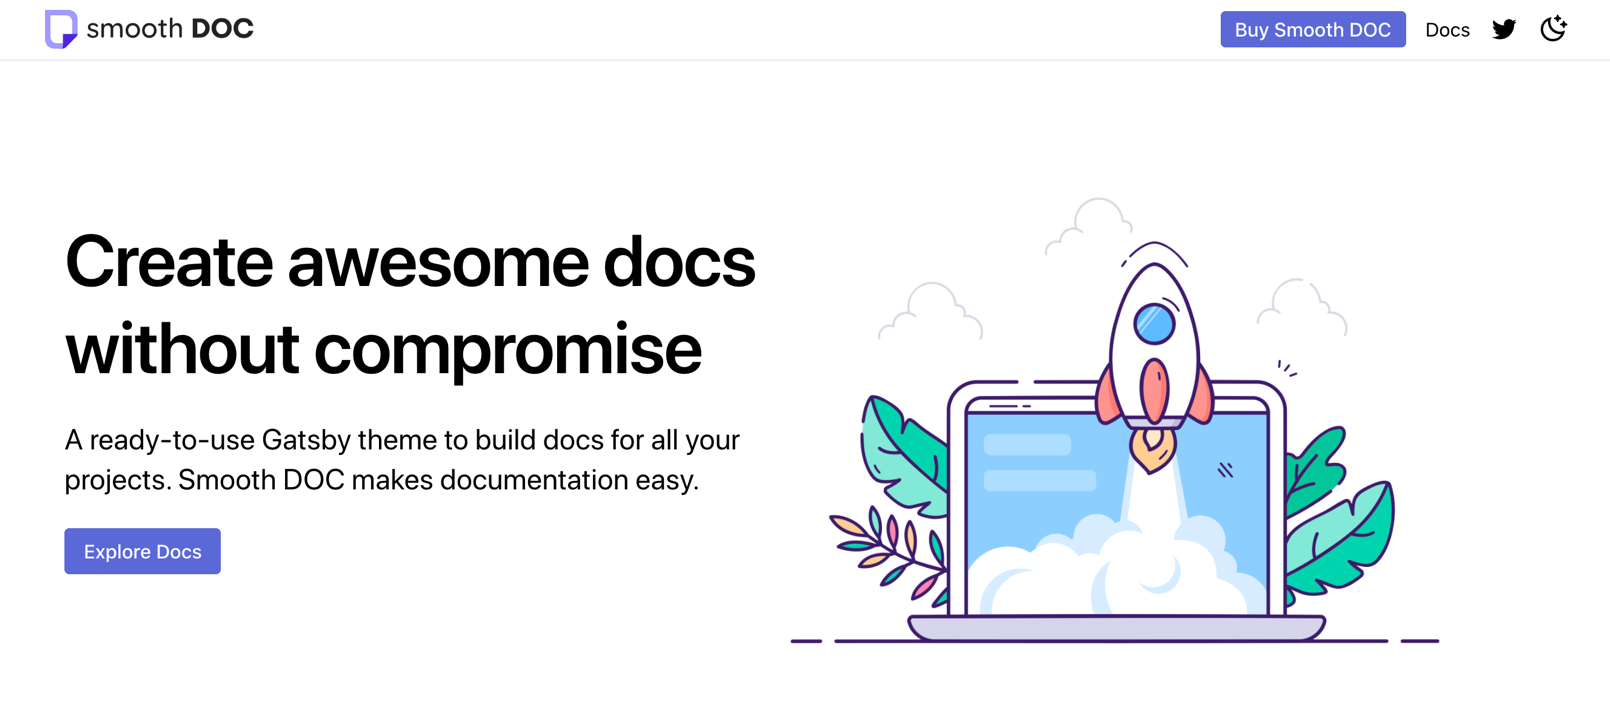 smooth DOC
Buy Smooth DOC
Docs
Create awesome docs
without compromise
A ready-to-use Gatsby theme to build docs for all your
projects. Smooth DOC makes documentation easy.
Explore Docs